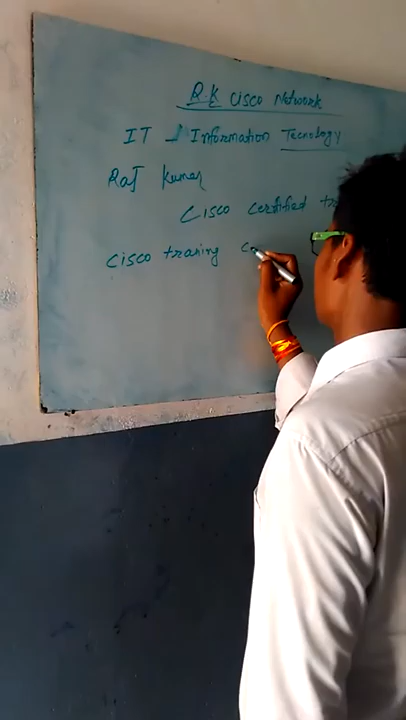 R.K Cisco Network
IT Information Tecnology
Raj Kumar
Cisco certified
Cisco traning